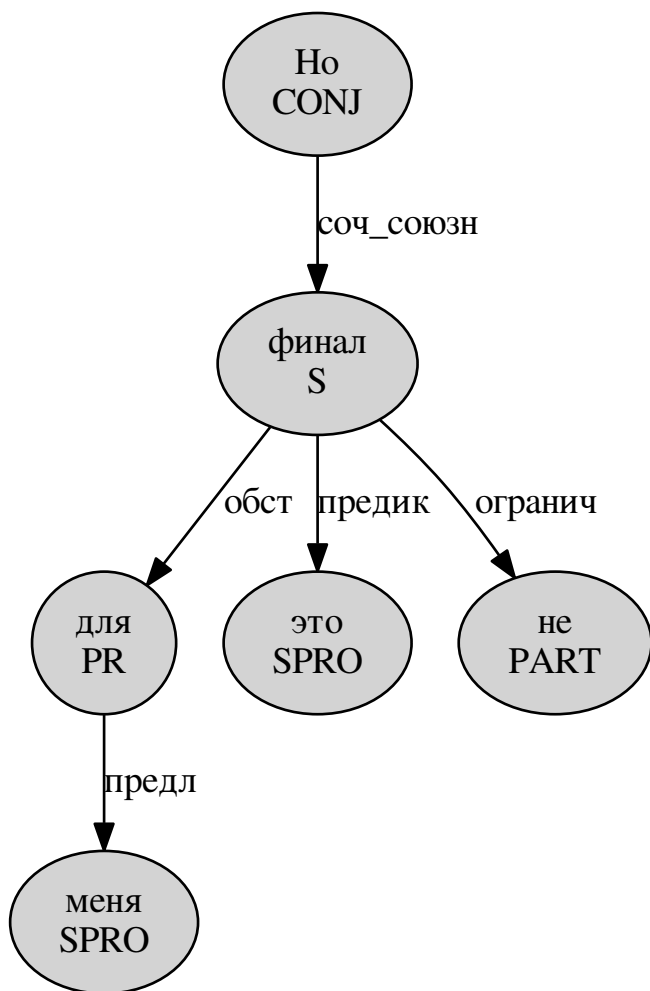 Но
CONJ
соч_союзн
финал
S
обст
предик
огранич
для
PR
это
SPRO
не
PART
предл
меня
SPRO